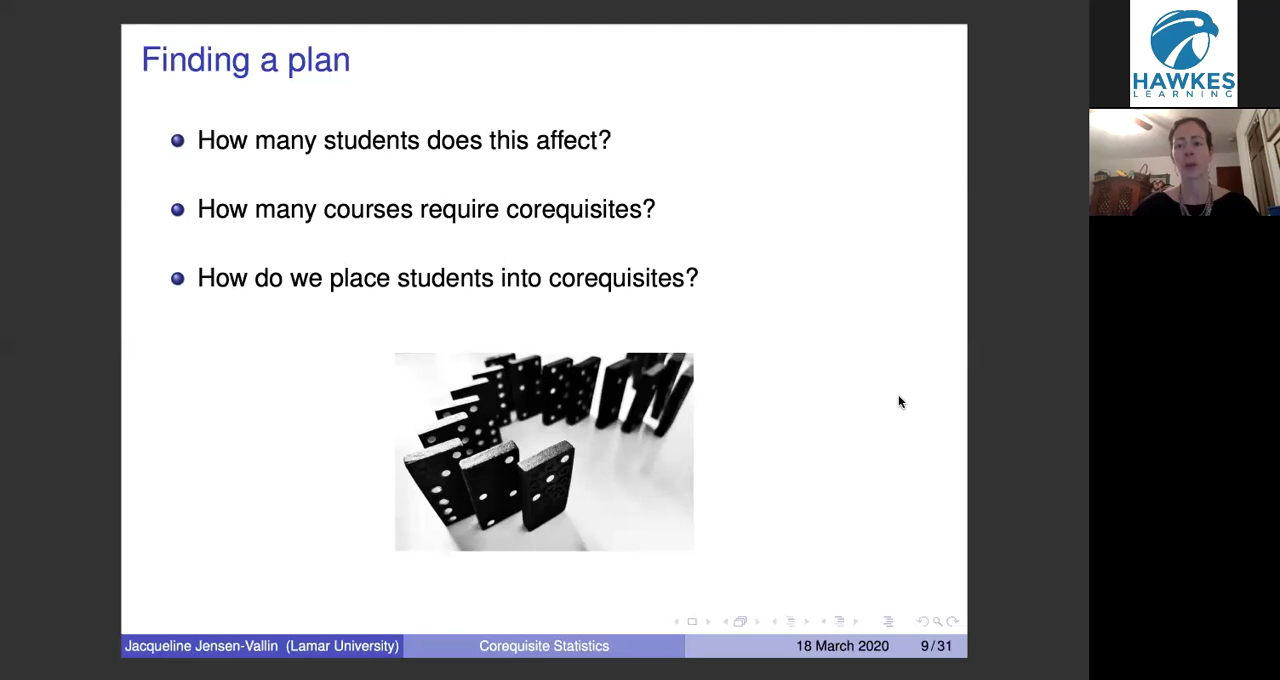 Finding a plan
How many students does this affect?
How many courses require corequisites?
How do we place students into corequisites?
Jacqueline Jensen-Vallin (Lamar University) Corequisite Statistics 18 March 2020 9/31
HAWKES
LEARNING